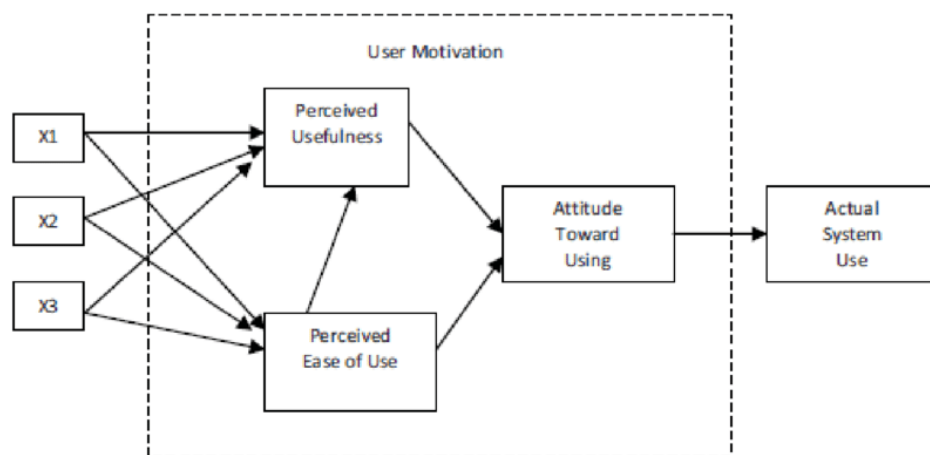 User Motivation
X1
Perceived
Usefulness
X2
Attitude
Toward
Using
Actual
System
Use
X3
Perceived
Ease of Use